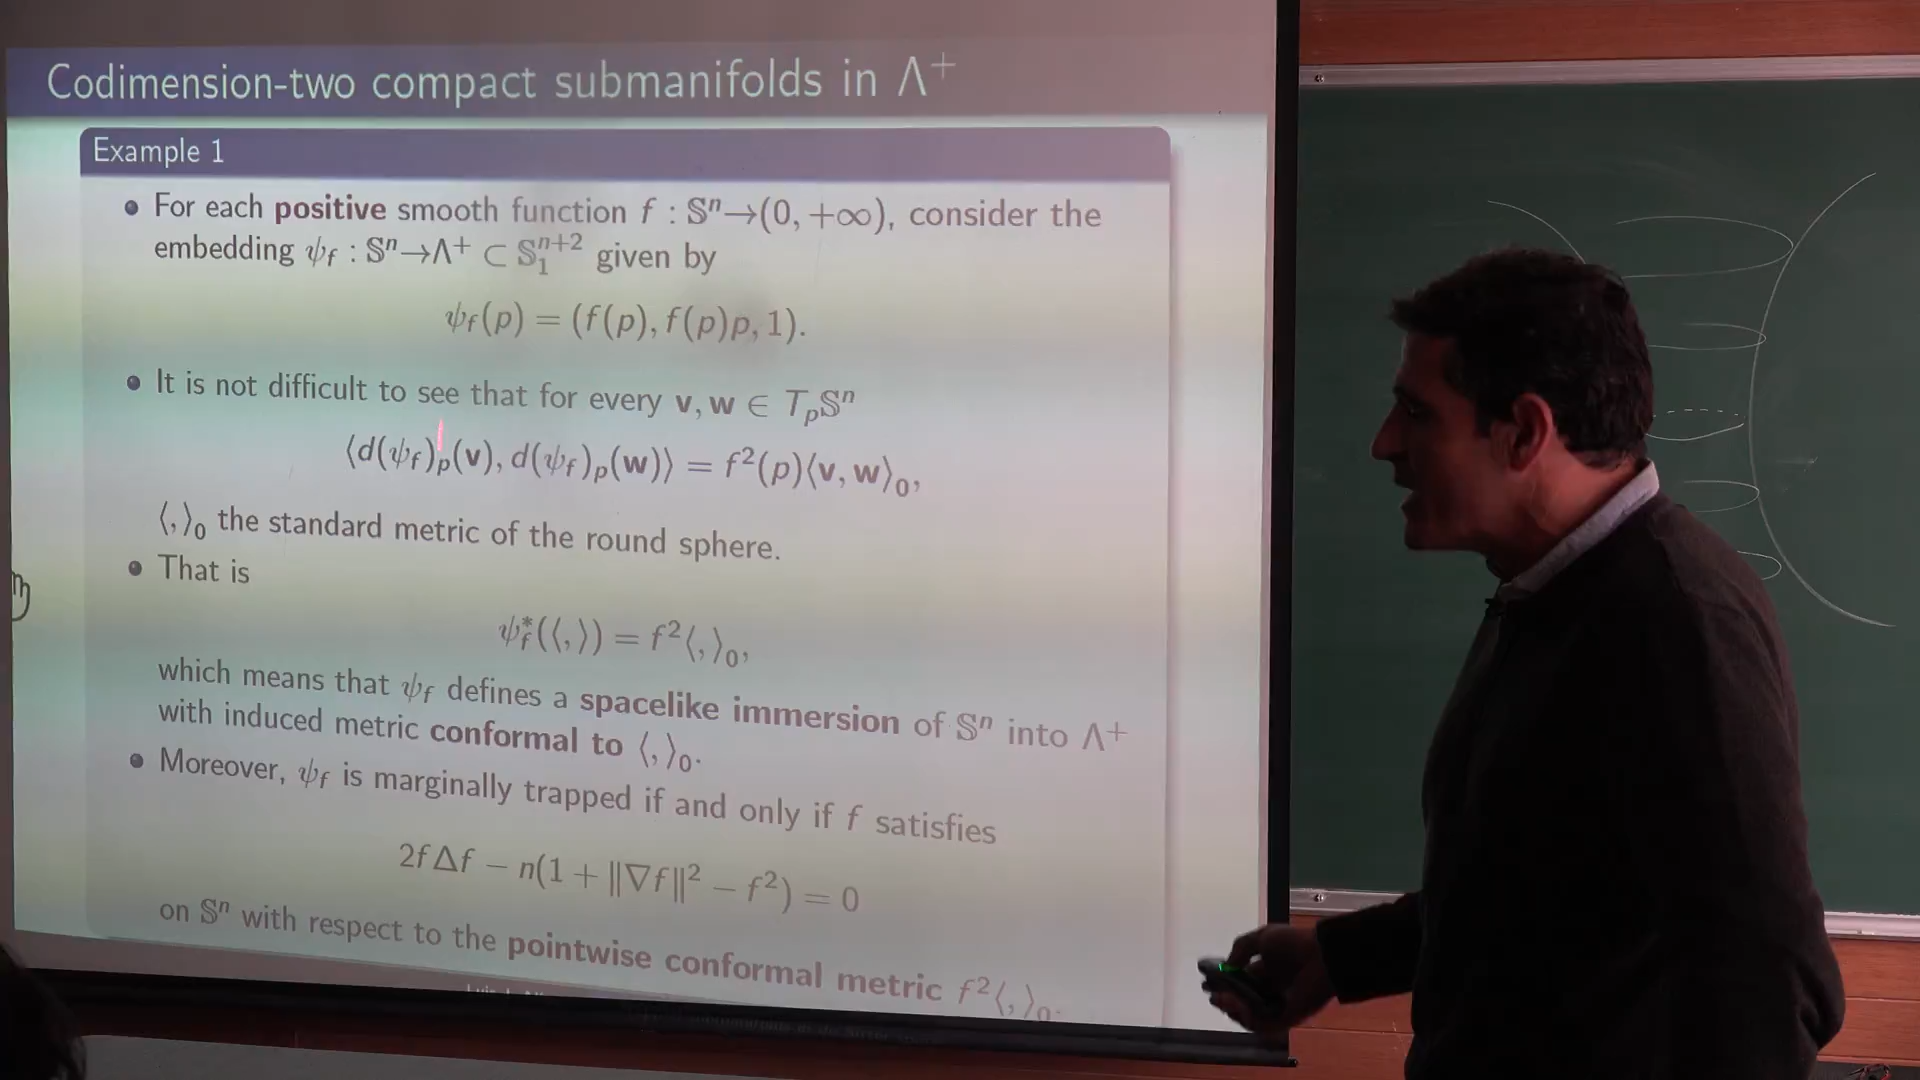 Codimension-two compact submanifolds in Λ⁺
Example 1
For each positive smooth function f : 𝕊ⁿ→(0, +∞), consider the
embedding ψ_f : 𝕊ⁿ→Λ⁺ ⊂ 𝕊₁ⁿ⁺² given by
ψ_f(p) = (f(p), f(p)p, 1).
It is not difficult to see that for every v, w ∈ T_p𝕊ⁿ
⟨d(ψ_f)_p(v), d(ψ_f)_p(w)⟩ = f²(p)⟨v, w⟩₀,
⟨,⟩₀ the standard metric of the round sphere.
That is
ψ_f*(⟨,⟩) = f²⟨,⟩₀,
which means that ψ_f defines a spacelike immersion of 𝕊ⁿ into Λ⁺
with induced metric conformal to ⟨,⟩₀.
Moreover, ψ_f is marginally trapped if and only if f satisfies
2fΔf − n(1 + ‖∇f‖² − f²) = 0
on 𝕊ⁿ with respect to the pointwise conformal metric f²⟨,⟩₀.